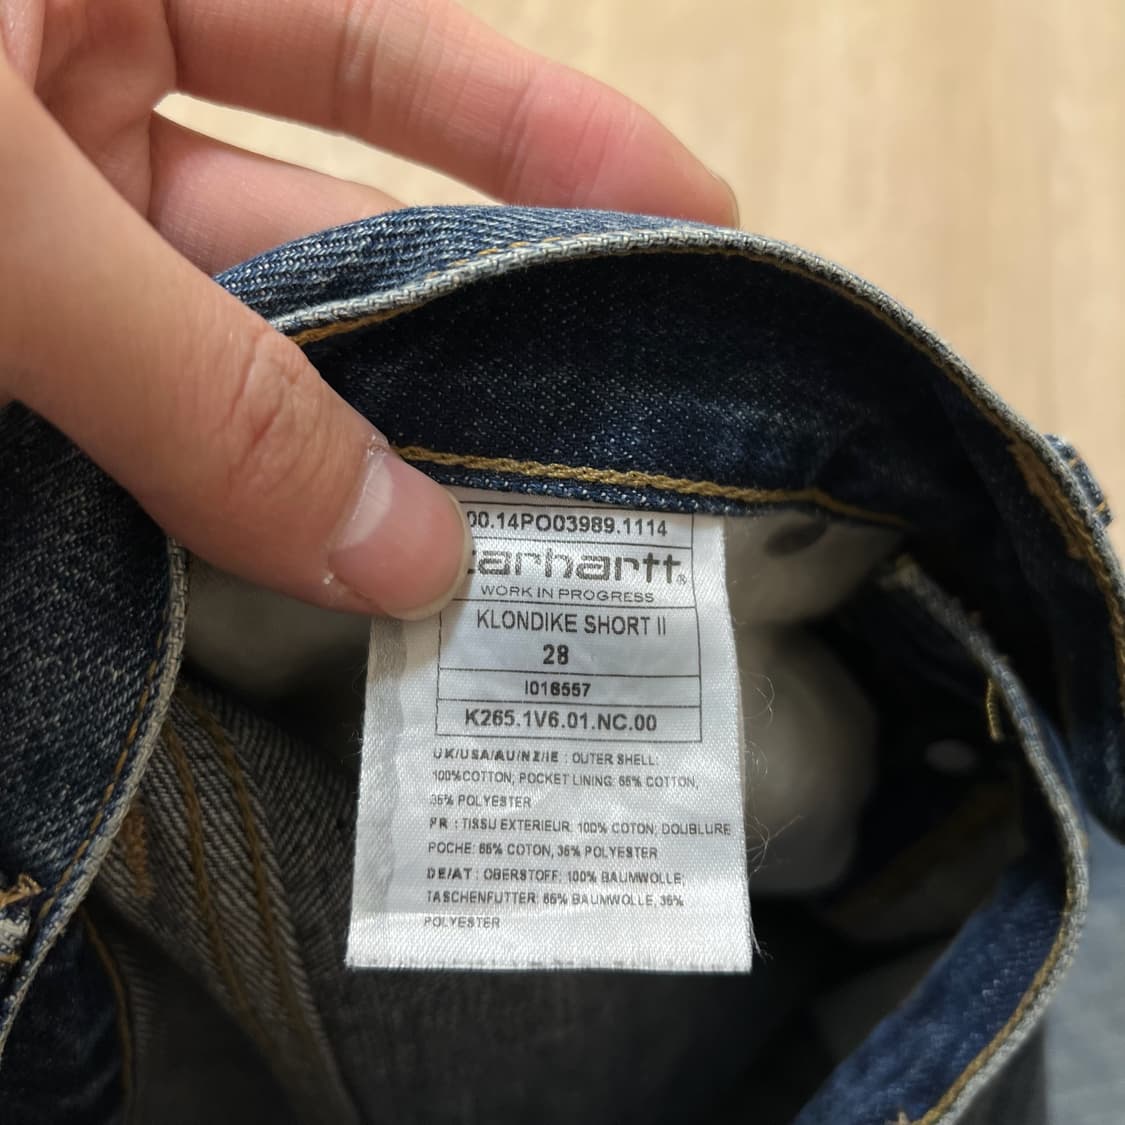 00.14PO03989.1114
carhartt®
WORK IN PROGRESS
KLONDIKE SHORT II
28
I016557
K265.1V6.01.NC.00
UK/USA/AU/NZ/IE : OUTER SHELL:
100%COTTON; POCKET LINING: 65% COTTON,
35% POLYESTER
FR : TISSU EXTERIEUR: 100% COTON; DOUBLURE
POCHE: 65% COTON, 35% POLYESTER
DE/AT : OBERSTOFF: 100% BAUMWOLLE;
TASCHENFUTTER: 65% BAUMWOLLE, 35%
POLYESTER